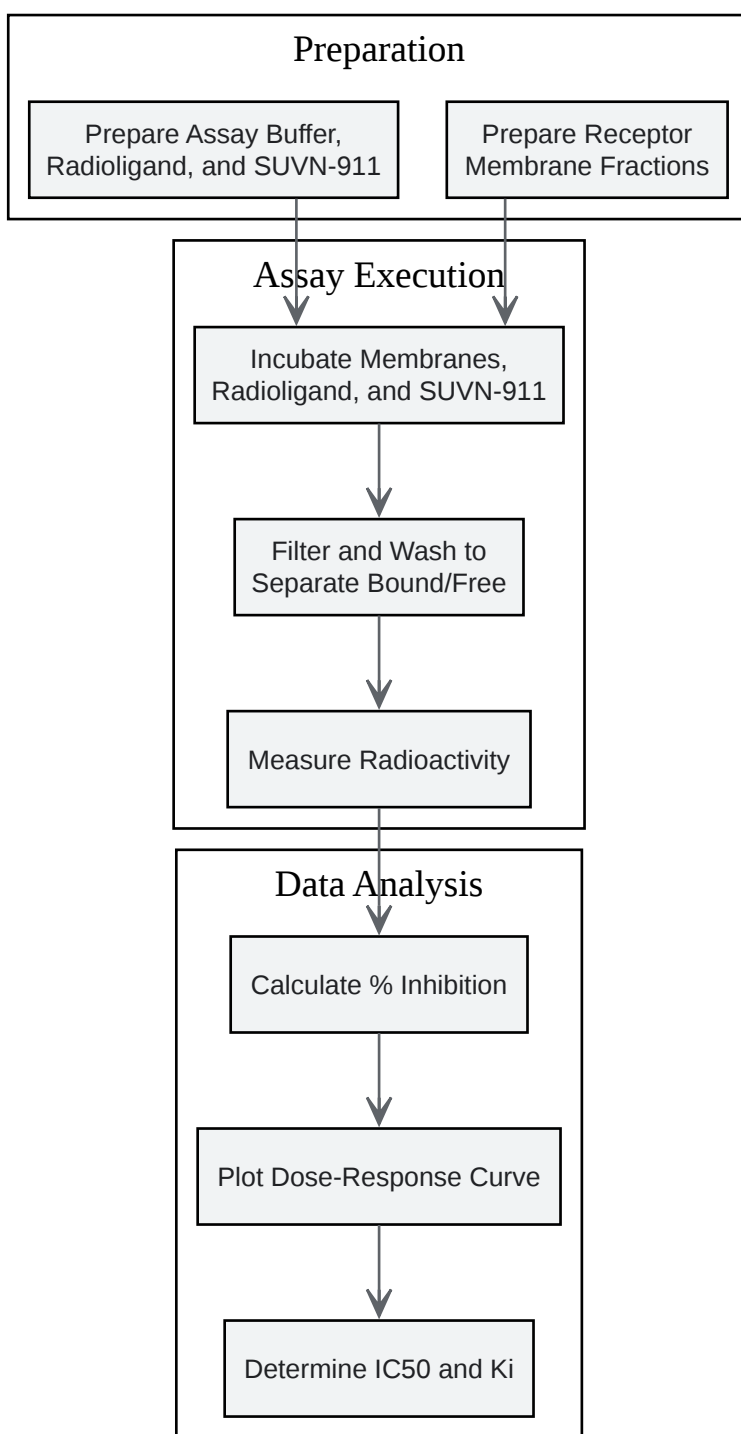 Preparation
Prepare Assay Buffer,
Radioligand, and SUVN-911
Prepare Receptor
Membrane Fractions
Assay Execution
Incubate Membranes,
Radioligand, and SUVN-911
Filter and Wash to
Separate Bound/Free
Measure Radioactivity
Data Analysis
Calculate % Inhibition
Plot Dose-Response Curve
Determine IC50 and Ki